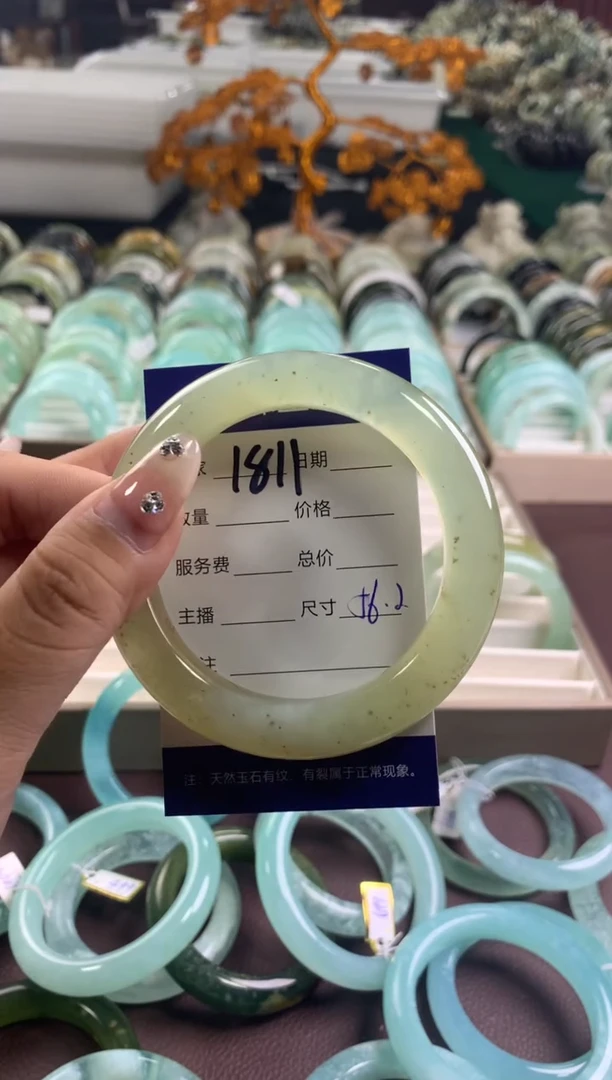 家 1811 日期
数量 价格
服务费 总价
主播 尺寸 56.2
注
注 天然玉石有纹、有裂属于正常现象。